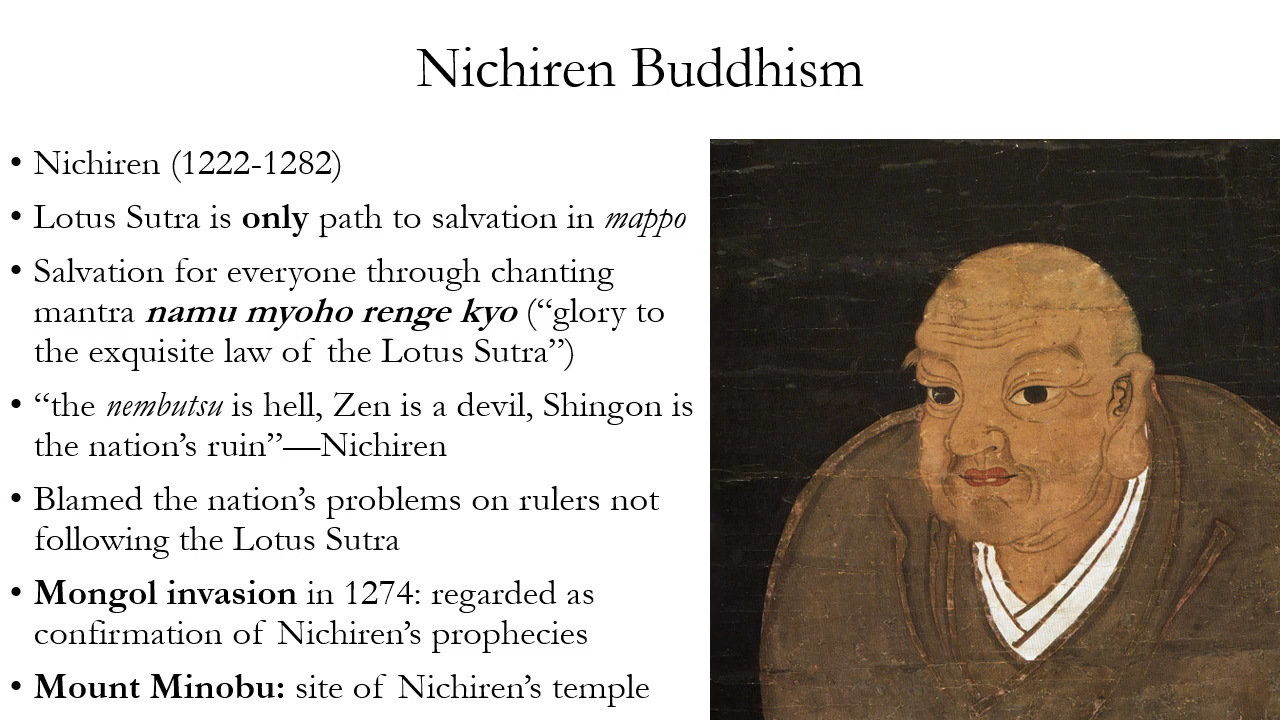 Nichiren Buddhism
• Nichiren (1222-1282)
• Lotus Sutra is only path to salvation in mappo
• Salvation for everyone through chanting
mantra namu myoho renge kyo (“glory to
the exquisite law of the Lotus Sutra”)
• “the nembutsu is hell, Zen is a devil, Shingon is
the nation’s ruin”—Nichiren
• Blamed the nation’s problems on rulers not
following the Lotus Sutra
• Mongol invasion in 1274: regarded as
confirmation of Nichiren’s prophecies
• Mount Minobu: site of Nichiren’s temple